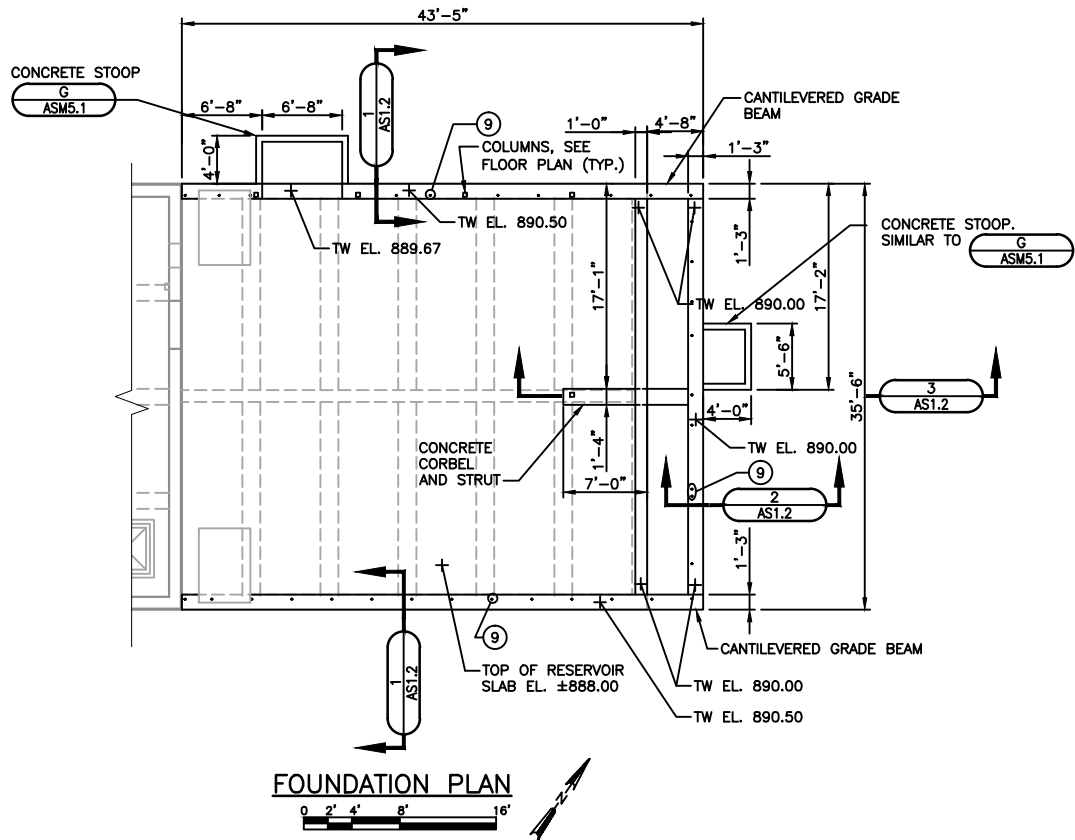 43'-5"
CONCRETE STOOP
G
ASM5.1
6'-8"
6'-8"
4'-0"
1
AS1.2
9
COLUMNS, SEE
FLOOR PLAN (TYP.)
1'-0"
4'-8"
CANTILEVERED GRADE
BEAM
1'-3"
TW EL. 890.50
TW EL. 889.67
1'-3"
CONCRETE STOOP.
SIMILAR TO
G
ASM5.1
17'-1"
TW EL. 890.00
17'-2"
5'-6"
35'-6"
3
AS1.2
4'-0"
CONCRETE
CORBEL
AND STRUT
1'-4"
7'-0"
TW EL. 890.00
9
2
AS1.2
1'-3"
9
1
AS1.2
TOP OF RESERVOIR
SLAB EL. ±888.00
CANTILEVERED GRADE BEAM
TW EL. 890.00
TW EL. 890.50
FOUNDATION PLAN
0 2' 4' 8' 16'
N